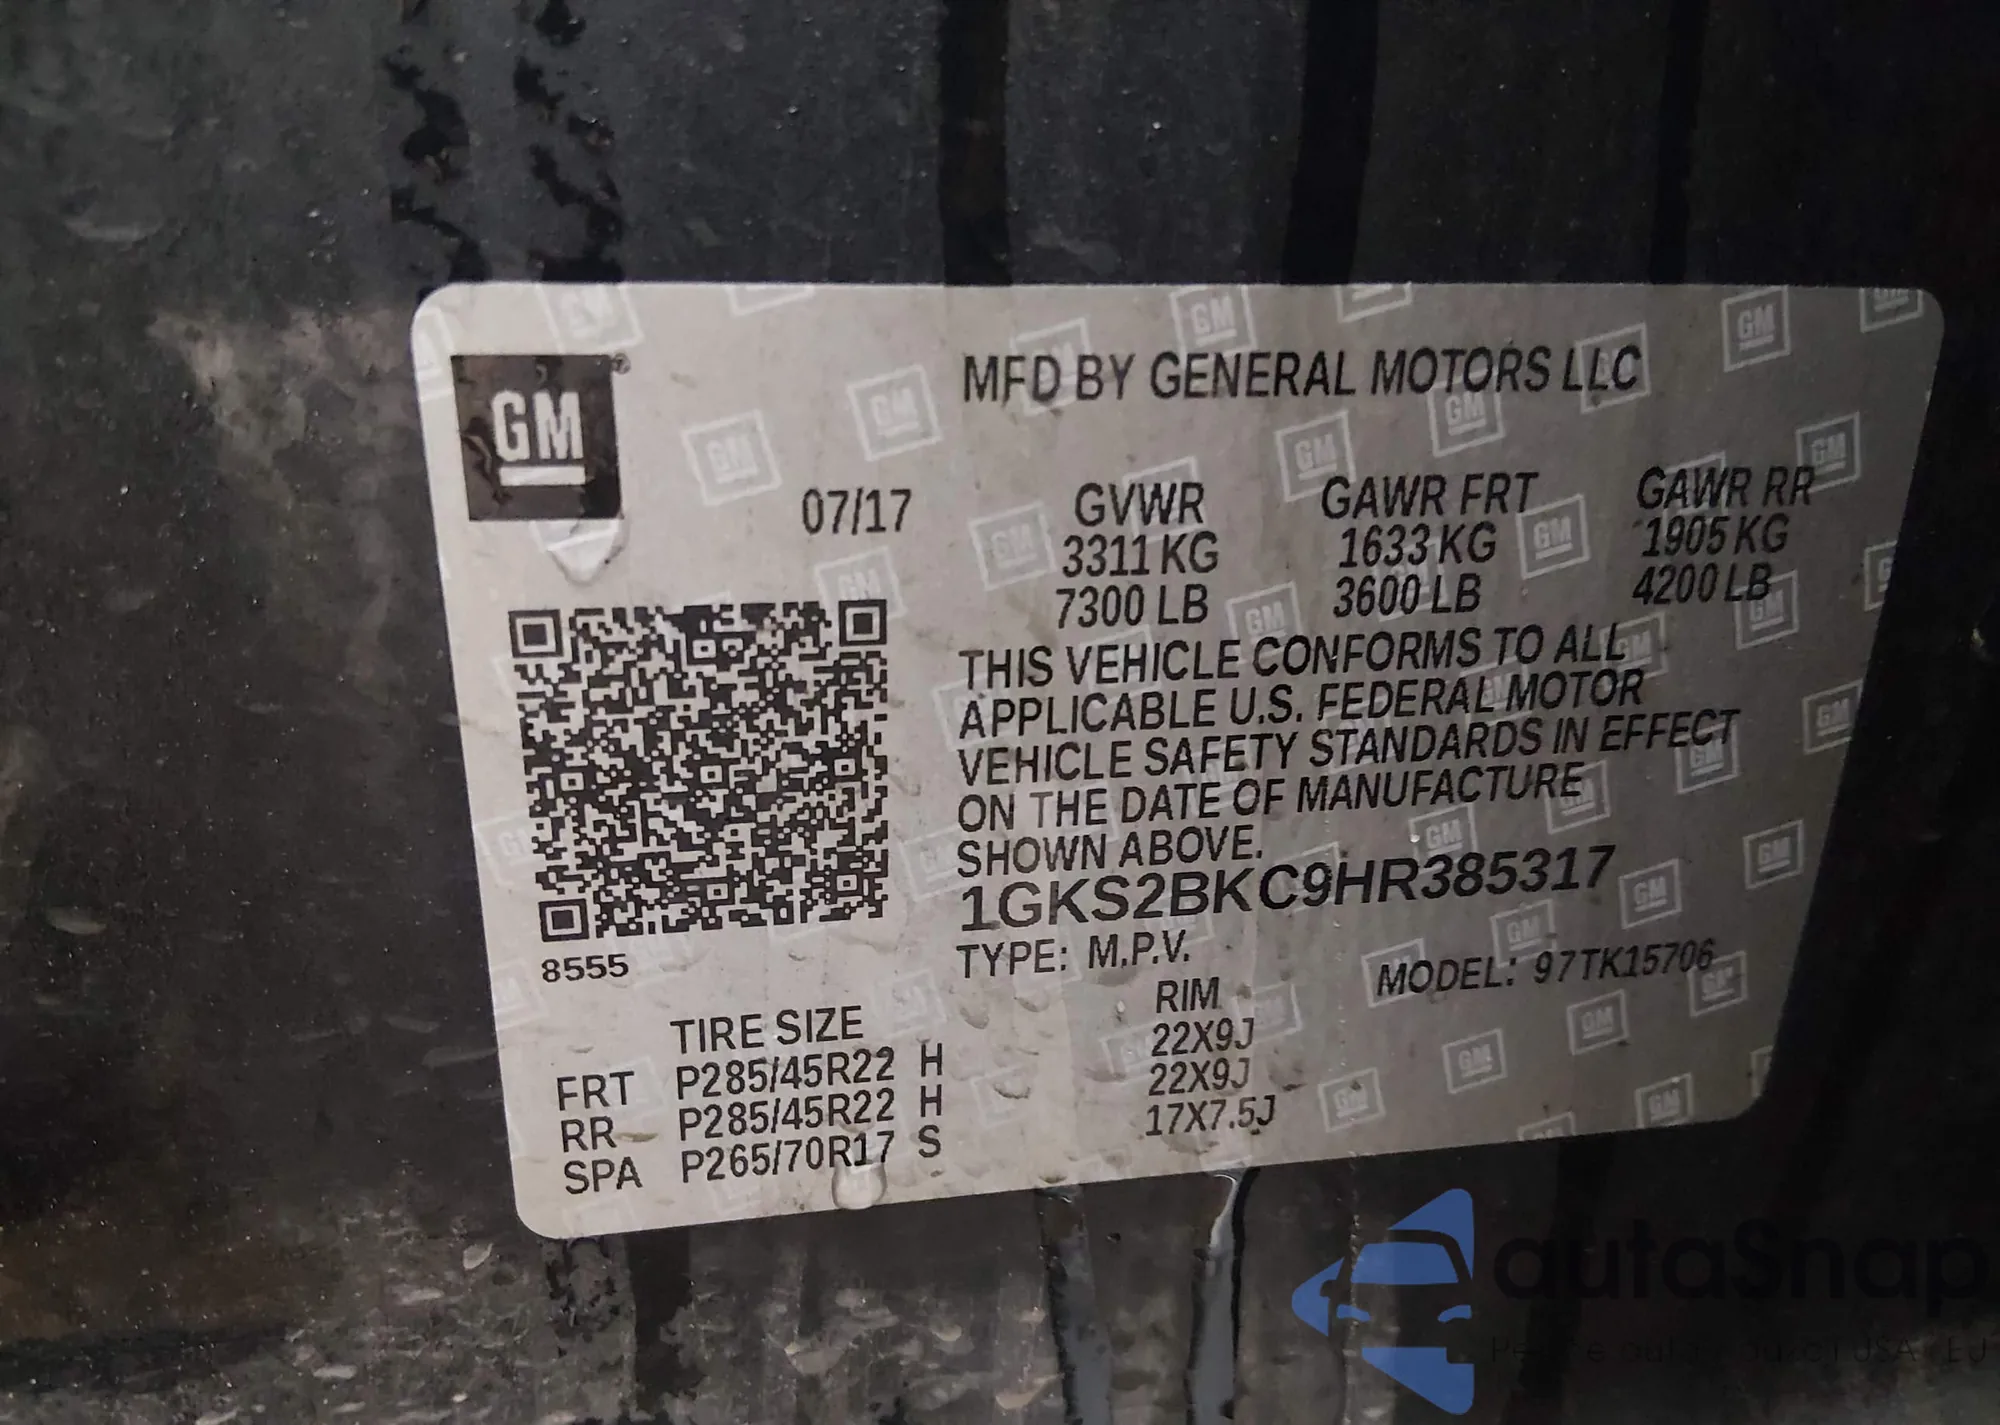 GM
MFD BY GENERAL MOTORS LLC
07/17
GVWR GAWR FRT GAWR RR
3311 KG 1633 KG 1905 KG
7300 LB 3600 LB 4200 LB
THIS VEHICLE CONFORMS TO ALL
APPLICABLE U.S. FEDERAL MOTOR
VEHICLE SAFETY STANDARDS IN EFFECT
ON THE DATE OF MANUFACTURE
SHOWN ABOVE.
1GKS2BKC9HR385317
8555
TYPE: M.P.V. MODEL: 97TK15706
TIRE SIZE RIM
FRT P285/45R22 H 22X9J
RR P285/45R22 H 22X9J
SPA P265/70R17 S 17X7.5J
autaSnap